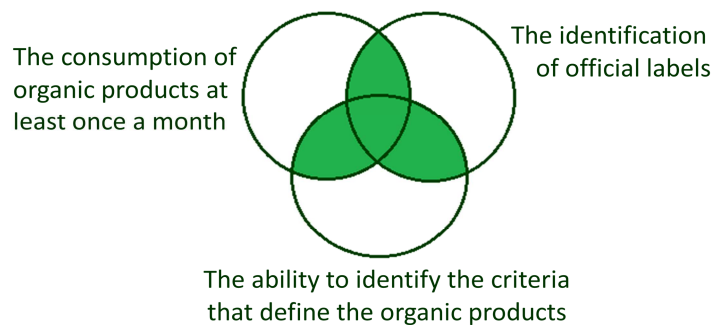 The consumption of
organic products at
least once a month
The identification
of official labels
The ability to identify the criteria
that define the organic products